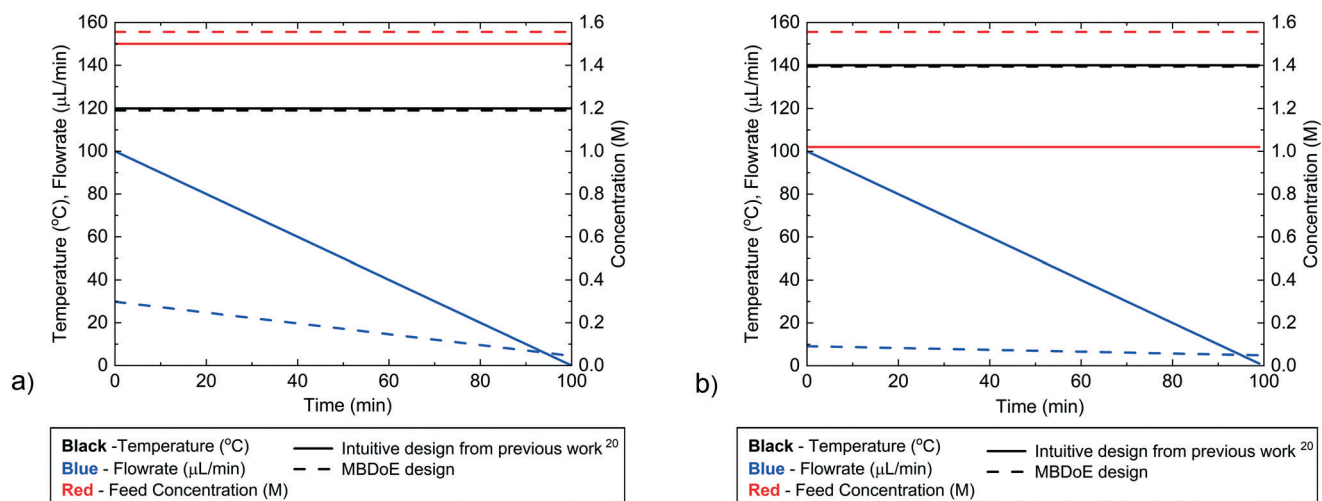 160
140
120
100
80
60
40
20
0
Temperature (°C), Flowrate (μL/min)
1.6
1.4
1.2
1.0
0.8
0.6
0.4
0.2
0.0
Concentration (M)
0 20 40 60 80 100
Time (min)
a)
Black -Temperature (°C)
Blue - Flowrate (μL/min)
Red - Feed Concentration (M)
Intuitive design from previous work 20
MBDoE design
160
140
120
100
80
60
40
20
0
Temperature (°C), Flowrate (μL/min)
1.6
1.4
1.2
1.0
0.8
0.6
0.4
0.2
0.0
Concentration (M)
0 20 40 60 80 100
Time (min)
b)
Black - Temperature (°C)
Blue - Flowrate (μL/min)
Red - Feed Concentration (M)
Intuitive design from previous work 20
MBDoE design